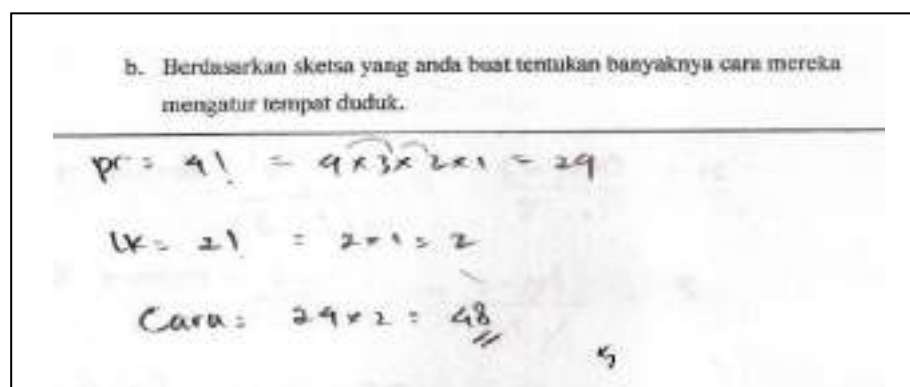 b. Berdasarkan sketsa yang anda buat tentukan banyaknya cara mereka
mengatur tempat duduk.
pr = 4! = 4 x 3 x 2 x 1 = 24
lk = 2! = 2 x 1 = 2
Cara = 24 x 2 = 48
5